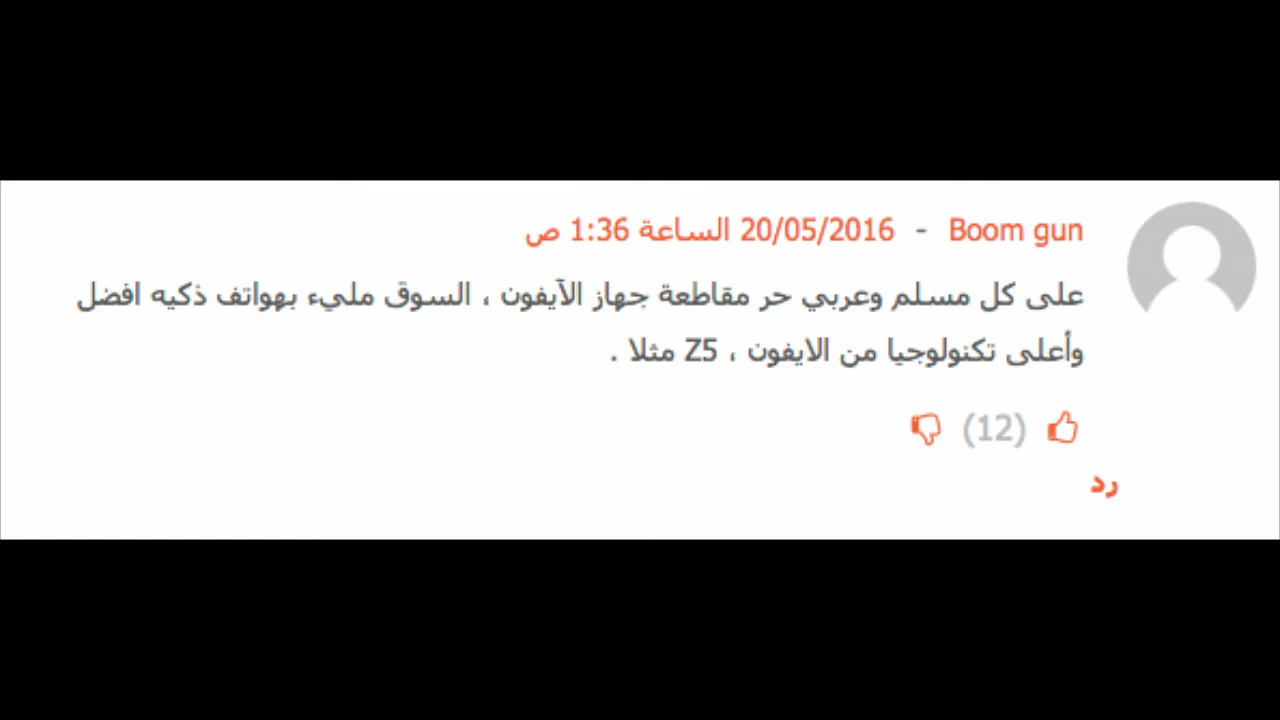 Boom gun - 20/05/2016 الساعة 1:36 ص
على كل مسلم وعربي حر مقاطعة جهاز الآيفون ، السوق مليء بهواتف ذكيه افضل
وأعلى تكنولوجيا من الايفون ، Z5 مثلا .
(12)
رد